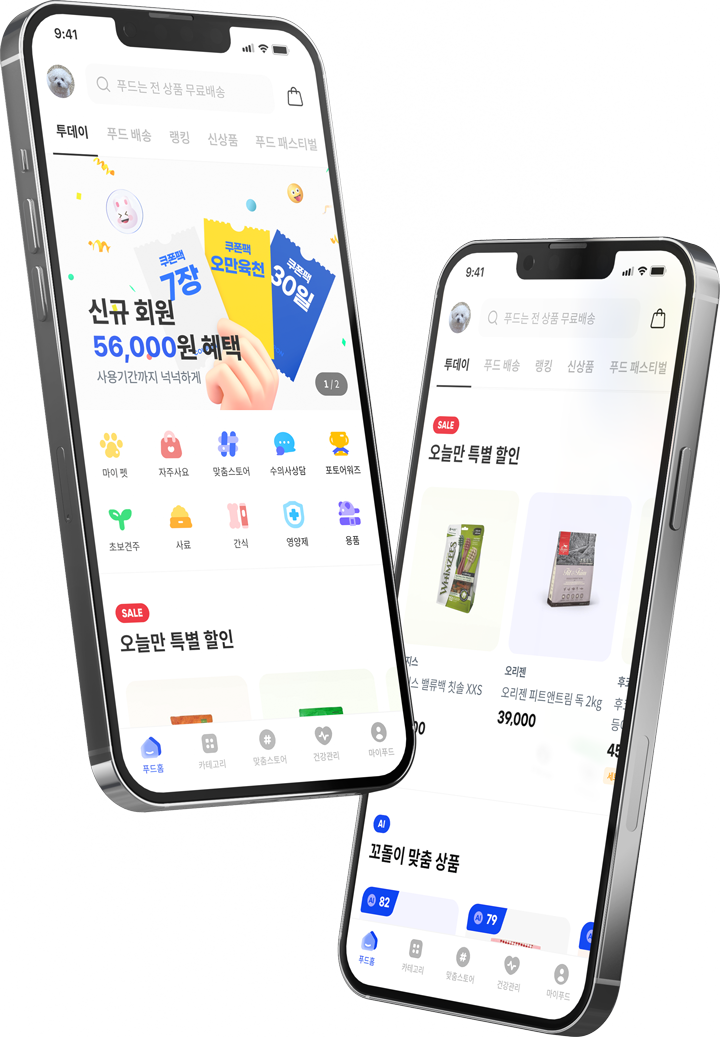 9:41
푸드는 전 상품 무료배송
투데이 푸드 배송 랭킹 신상품 푸드 패스티벌
쿠폰팩
7장
쿠폰팩
오만육천
쿠폰팩
30일
신규 회원
56,000원 혜택
사용기간까지 넉넉하게
1/2
마이 펫 자주사요 맞춤스토어 수의사상담 포토어워즈
초보견주 사료 간식 영양제 용품
SALE
오늘만 특별 할인
푸드홈 카테고리 맞춤스토어 건강관리 마이푸드
9:41
푸드는 전 상품 무료배송
투데이 푸드 배송 랭킹 신상품 푸드 패스티벌
SALE
오늘만 특별 할인
WHIMZEES
지스
스 밸류백 칫솔 XXS
00
오리젠
오리젠 피트앤트림 독 2kg
39,000
후코
후코
등
45
AI
꼬돌이 맞춤 상품
AI 82
AI 79
AI
푸드홈 카테고리 맞춤스토어 건강관리 마이푸드